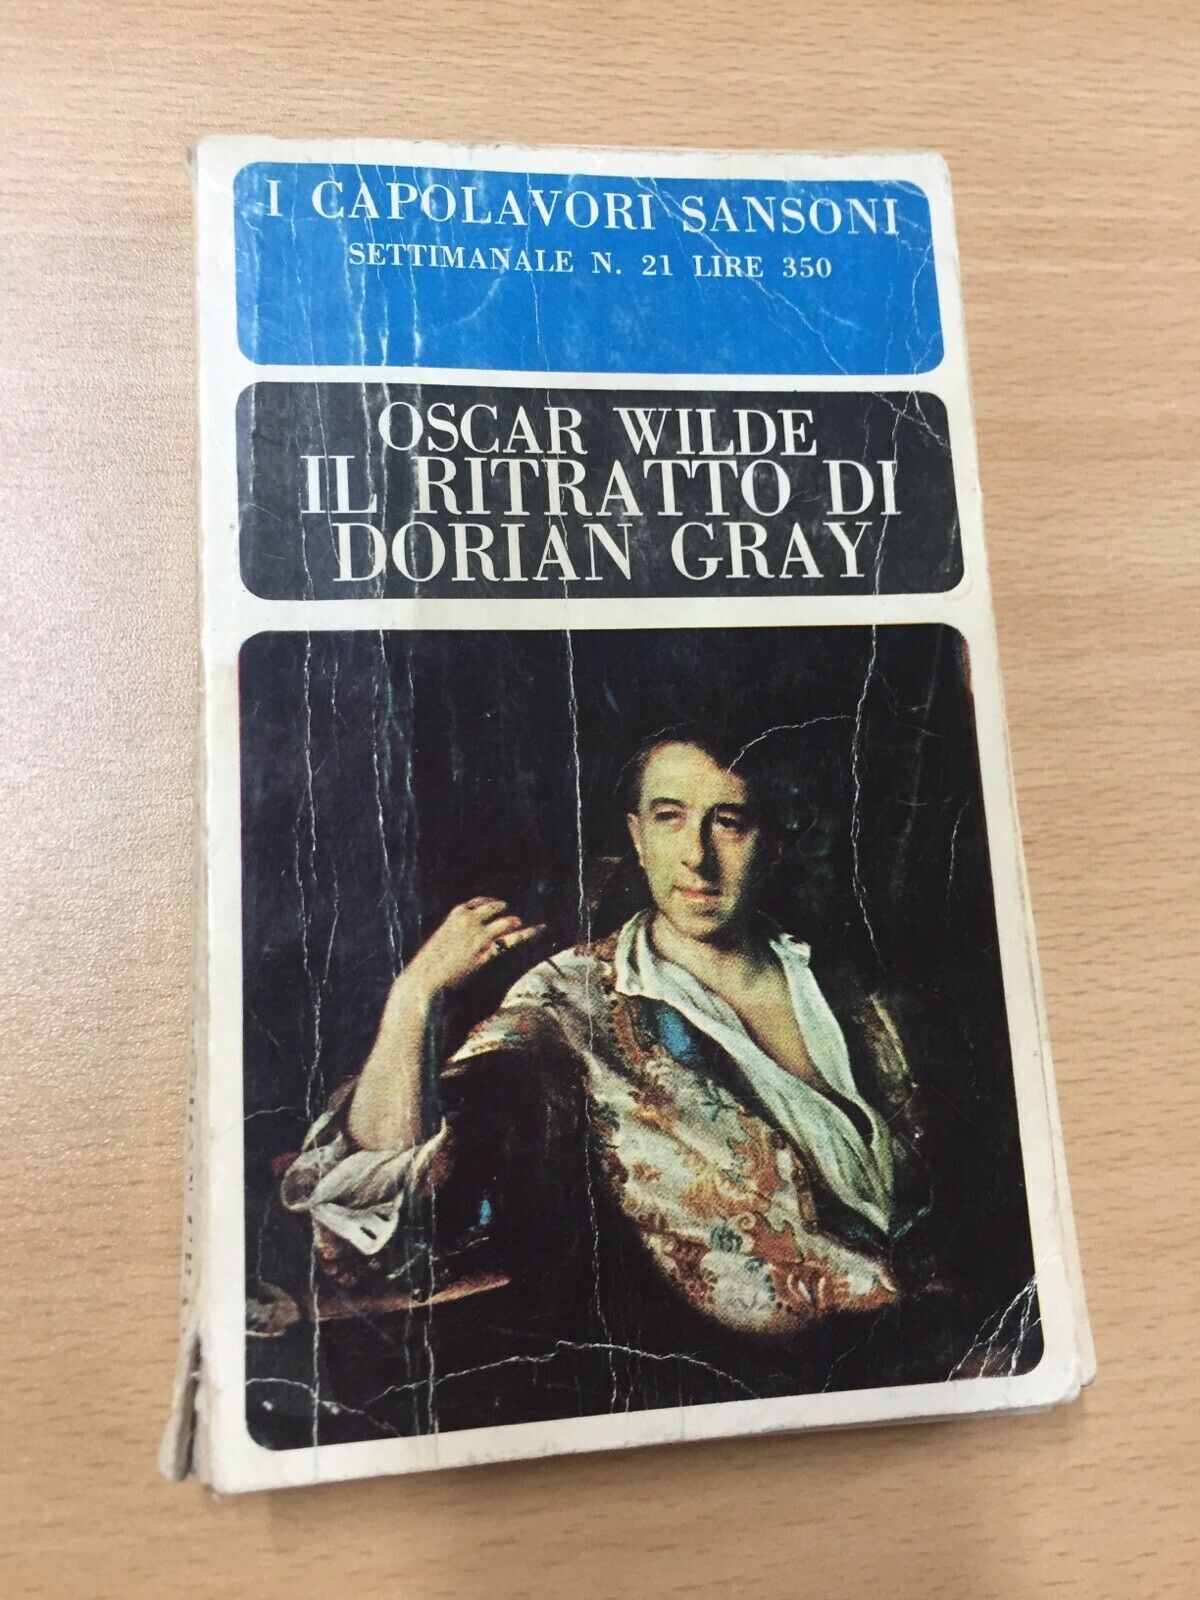 I CAPOLAVORI SANSONI
SETTIMANALE N. 21 LIRE 350
OSCAR WILDE
IL RITRATTO DI
DORIAN GRAY